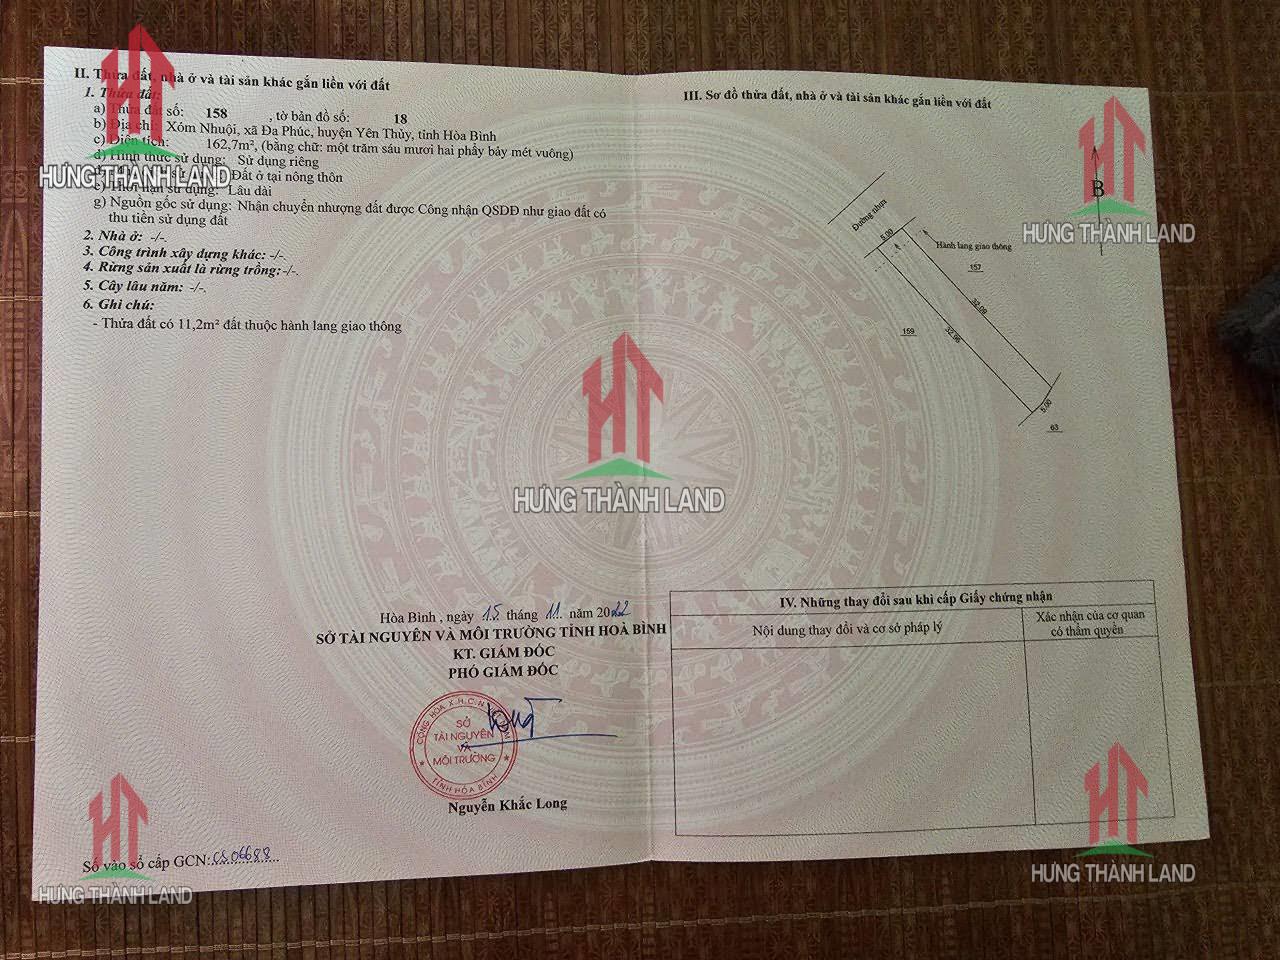 II. Thửa đất, nhà ở và tài sản khác gắn liền với đất
1. Thửa đất:
a) Thửa đất số: 158 , tờ bản đồ số: 18
b) Địa chỉ: Xóm Nhuội, xã Đa Phúc, huyện Yên Thủy, tỉnh Hòa Bình
c) Diện tích: 162,7m², (bằng chữ: một trăm sáu mươi hai phẩy bảy mét vuông)
d) Hình thức sử dụng: Sử dụng riêng
Đất ở tại nông thôn
e) Thời hạn sử dụng: Lâu dài
g) Nguồn gốc sử dụng: Nhận chuyển nhượng đất được Công nhận QSDĐ như giao đất có
thu tiền sử dụng đất
2. Nhà ở: -/-.
3. Công trình xây dựng khác: -/-.
4. Rừng sản xuất là rừng trồng: -/-.
5. Cây lâu năm: -/-.
6. Ghi chú:
- Thửa đất có 11,2m² đất thuộc hành lang giao thông
Hòa Bình , ngày 15 tháng 11 năm 2022
SỞ TÀI NGUYÊN VÀ MÔI TRƯỜNG TỈNH HOÀ BÌNH
KT. GIÁM ĐỐC
PHÓ GIÁM ĐỐC
SỞ
TÀI NGUYÊN
VÀ
MÔI TRƯỜNG
TỈNH HÒA BÌNH
Nguyễn Khắc Long
Số vào sổ cấp GCN: CS 06688
III. Sơ đồ thửa đất, nhà ở và tài sản khác gắn liền với đất
B
Đường nhựa
5.00
Hành lang giao thông
157
32.09
159
32.96
5.00
63
IV. Những thay đổi sau khi cấp Giấy chứng nhận
Nội dung thay đổi và cơ sở pháp lý
Xác nhận của cơ quan
có thẩm quyền
HƯNG THÀNH LAND
HƯNG THÀNH LAND
HƯNG THÀNH LAND
HƯNG THÀNH LAND
HƯNG THÀNH LAND